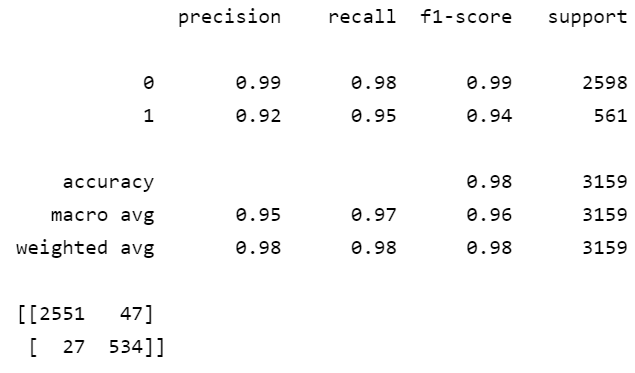 precision recall f1-score support
0 0.99 0.98 0.99 2598
1 0.92 0.95 0.94 561
accuracy 0.98 3159
macro avg 0.95 0.97 0.96 3159
weighted avg 0.98 0.98 0.98 3159
[[2551 47]
[ 27 534]]